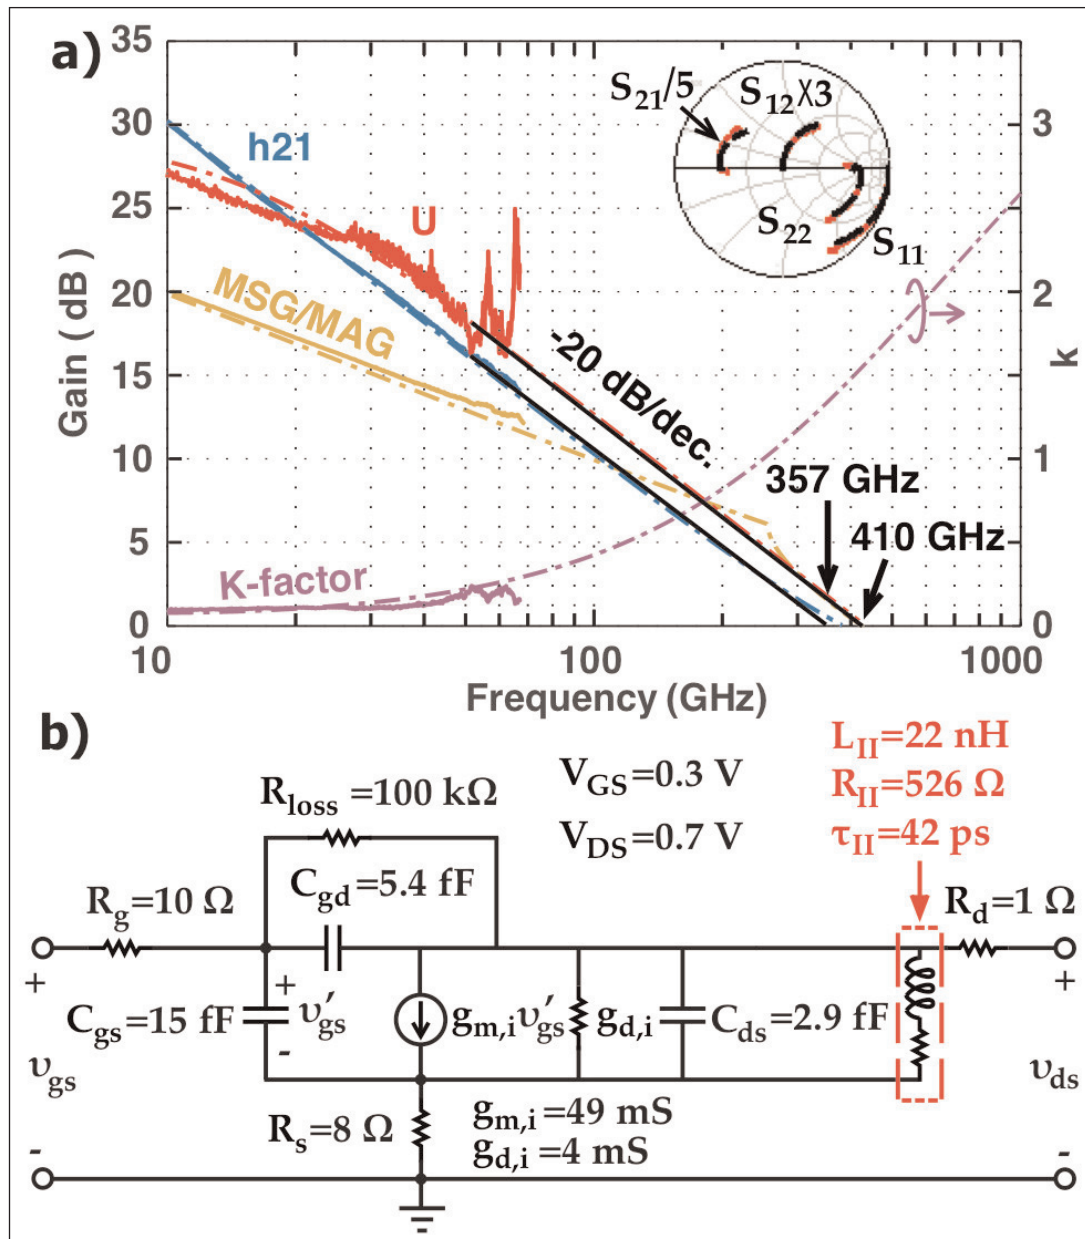 a)
35
30
25
20
15
10
5
0
Gain ( dB )
h21
U
MSG/MAG
K-factor
-20 dB/dec.
S21/5
S12 X3
S22
S11
357 GHz
410 GHz
3
2
1
0
k
10
100
1000
Frequency (GHz)
b)
Rloss =100 kΩ
VGS=0.3 V
VDS=0.7 V
LII=22 nH
RII=526 Ω
τII=42 ps
Rg=10 Ω
Cgd=5.4 fF
Rd=1 Ω
+
Cgs=15 fF
+
υ'gs
-
gm,iυ'gs
gd,i
Cds=2.9 fF
+
υgs
υds
Rs=8 Ω
gm,i=49 mS
gd,i=4 mS
-
-